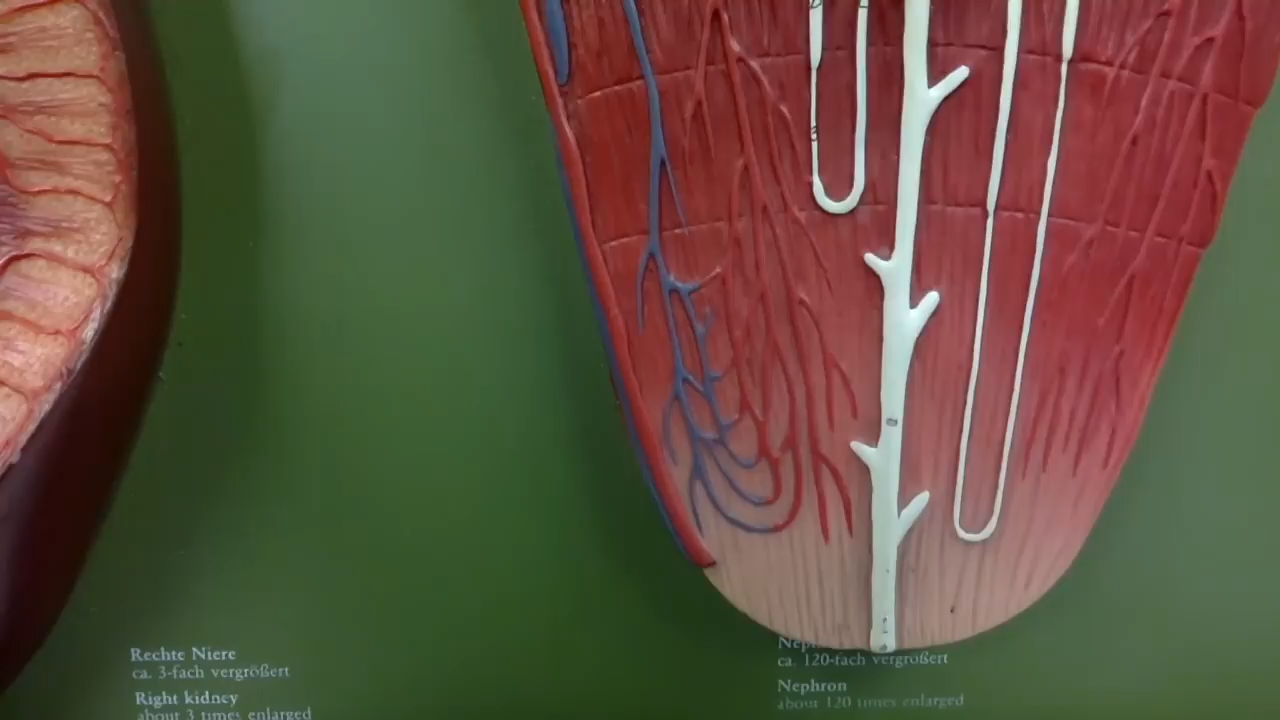 Rechte Niere
ca. 3-fach vergrößert
Right kidney
about 3 times enlarged
ca. 120-fach vergrößert
Nephron
about 120 times enlarged